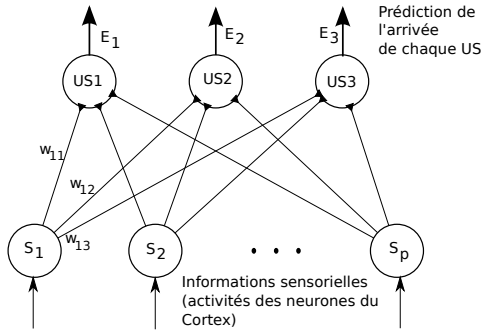 Prédiction de
l'arrivée
de chaque US
E1
E2
E3
US1
US2
US3
w11
w12
w13
S1
S2
. . .
Sp
Informations sensorielles
(activités des neurones du
Cortex)